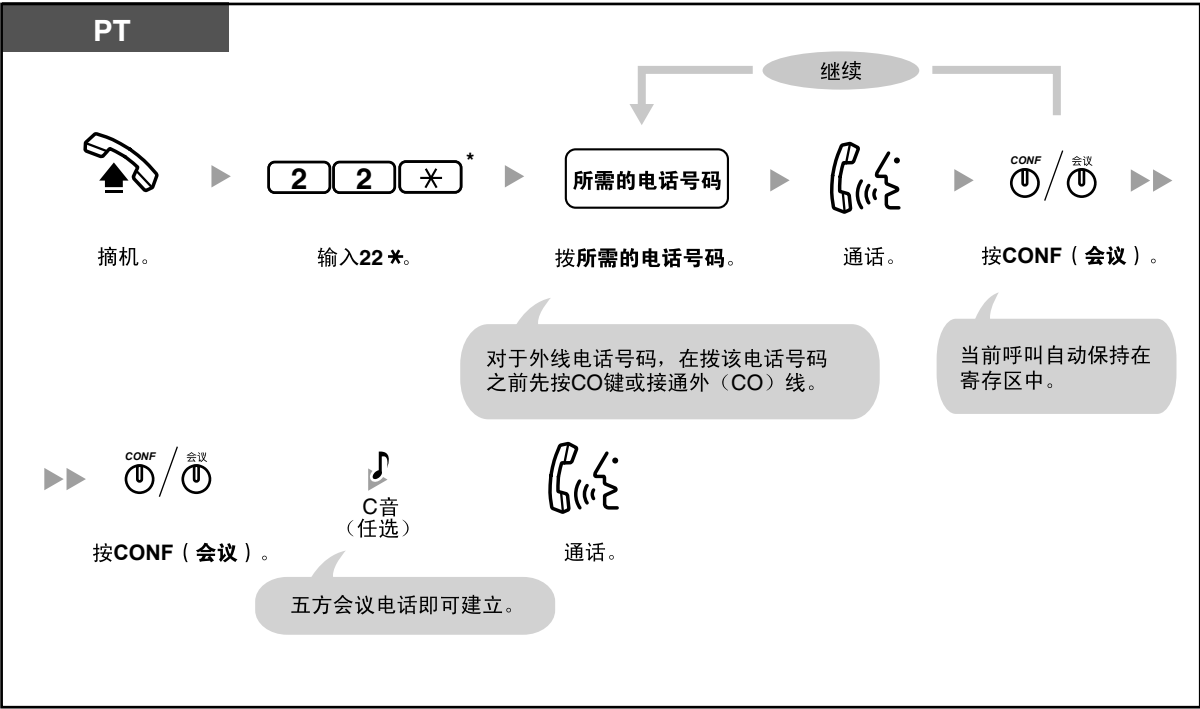 PT
继续
2 2 ✳ *
所需的电话号码
CONF / 会议
摘机。
输入22✳。
拨所需的电话号码。
通话。
按CONF（会议）。
对于外线电话号码，在拨该电话号码
之前先按CO键或接通外（CO）线。
当前呼叫自动保持在
寄存区中。
CONF / 会议
C音
（任选）
按CONF（会议）。
通话。
五方会议电话即可建立。